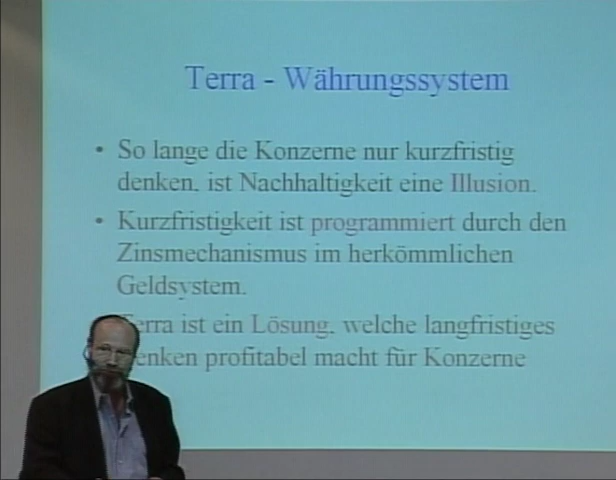 Terra - Währungssystem
• So lange die Konzerne nur kurzfristig
denken, ist Nachhaltigkeit eine Illusion.
• Kurzfristigkeit ist programmiert durch den
Zinsmechanismus im herkömmlichen
Geldsystem.
Terra ist ein Lösung, welche langfristiges
denken profitabel macht für Konzerne